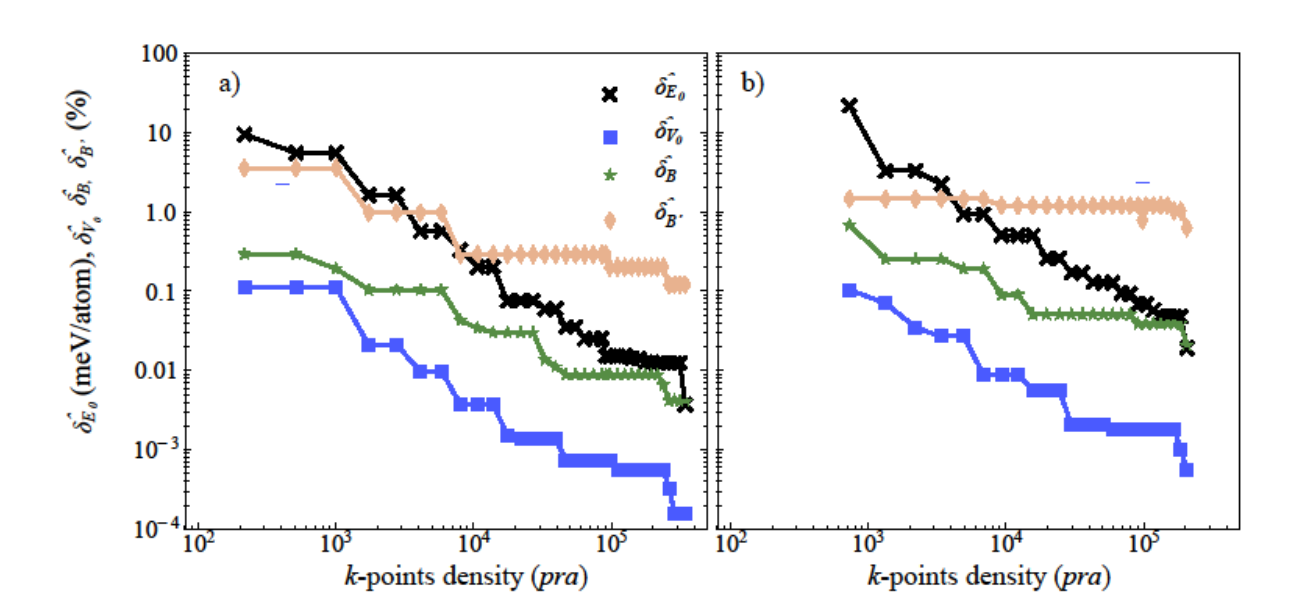 δ̂E₀ (meV/atom), δ̂V₀ δ̂B, δ̂B' (%)
100
10
1.0
0.1
0.01
10⁻³
10⁻⁴
a)
δ̂E₀
δ̂V₀
δ̂B
δ̂B'
b)
10² 10³ 10⁴ 10⁵
10² 10³ 10⁴ 10⁵
k-points density (pra)
k-points density (pra)